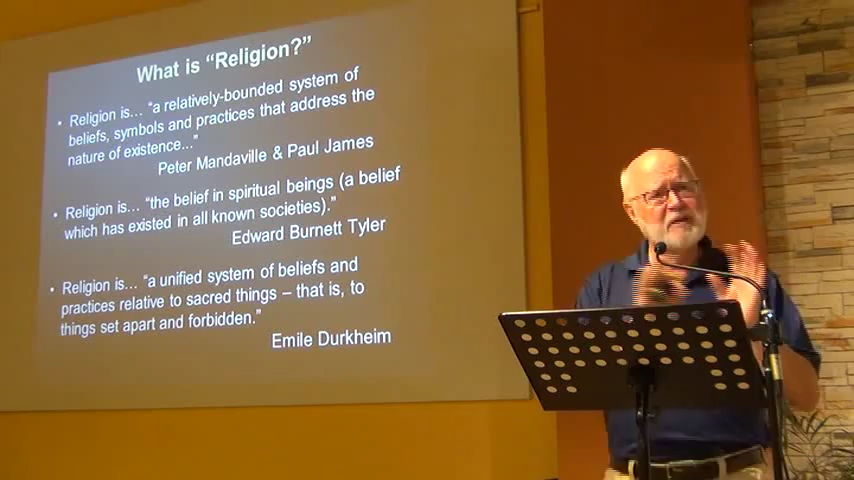 What is “Religion?”
• Religion is... “a relatively-bounded system of
beliefs, symbols and practices that address the
nature of existence...”
Peter Mandaville & Paul James
• Religion is... “the belief in spiritual beings (a belief
which has existed in all known societies).”
Edward Burnett Tyler
• Religion is... “a unified system of beliefs and
practices relative to sacred things – that is, to
things set apart and forbidden.”
Emile Durkheim